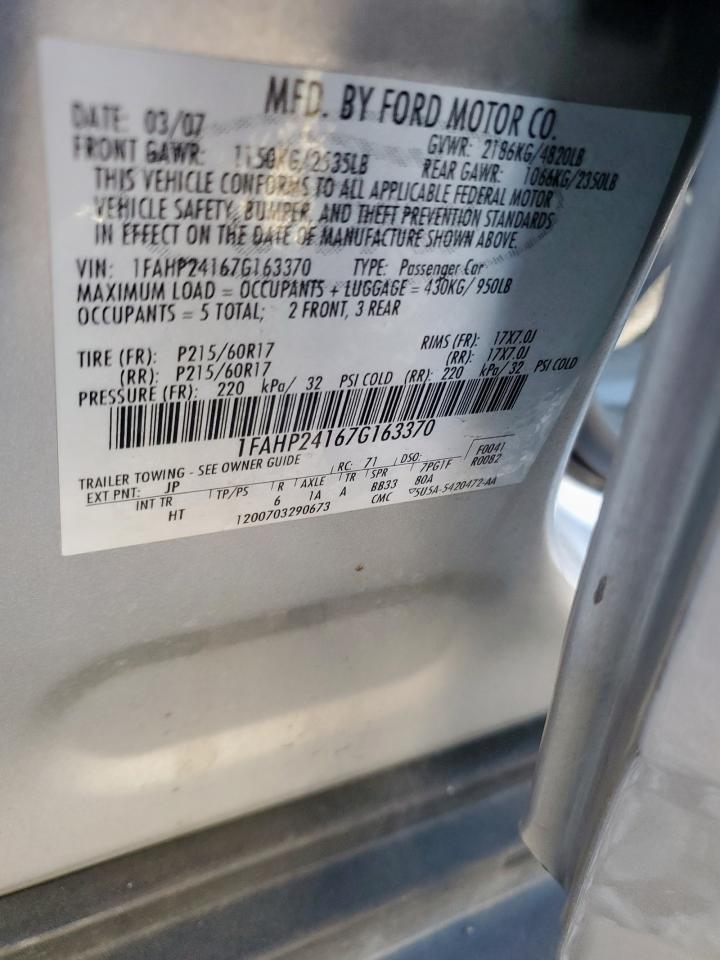 MFD. BY FORD MOTOR CO.
DATE: 03/07 GVWR: 2186KG/4820LB
FRONT GAWR: 1150KG/2535LB REAR GAWR: 1066KG/2350LB
THIS VEHICLE CONFORMS TO ALL APPLICABLE FEDERAL MOTOR
VEHICLE SAFETY, BUMPER, AND THEFT PREVENTION STANDARDS
IN EFFECT ON THE DATE OF MANUFACTURE SHOWN ABOVE.
VIN: 1FAHP24167G163370 TYPE: Passenger Car
MAXIMUM LOAD = OCCUPANTS + LUGGAGE = 430KG/ 950LB
OCCUPANTS = 5 TOTAL; 2 FRONT, 3 REAR
TIRE (FR): P215/60R17 RIMS (FR): 17X7.0J
(RR): P215/60R17 (RR): 17X7.0J
PRESSURE (FR): 220 kPa/ 32 PSI COLD (RR): 220 kPa/ 32 PSI COLD
1FAHP24167G163370
TRAILER TOWING - SEE OWNER GUIDE RC: 71 DSO: F0041
EXT PNT: JP 7PGTF R0082
INT TR TP/PS R AXLE TR SPR
HT 6 1A A BB33 80A
1200703290673 CMC 5U5A-5420472-AA